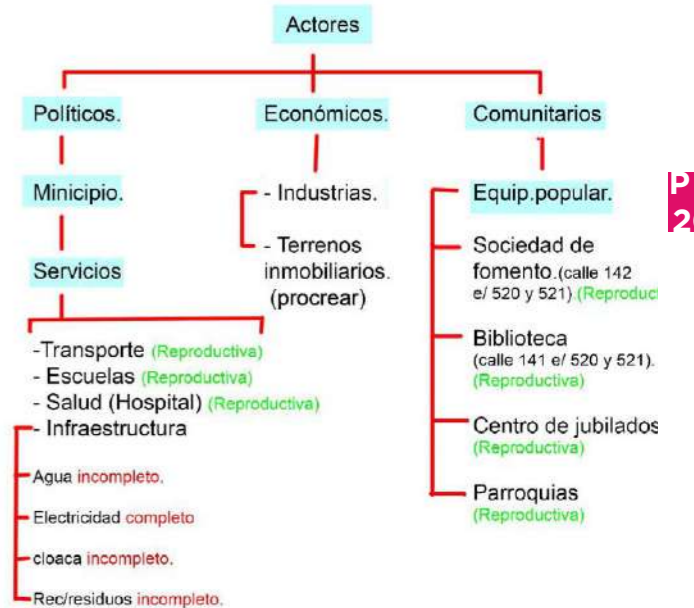 Actores
Políticos.
Minicipio.
Servicios
-Transporte (Reproductiva)
- Escuelas (Reproductiva)
- Salud (Hospital) (Reproductiva)
- Infraestructura
Agua incompleto.
Electricidad completo
cloaca incompleto.
Rec/residuos incompleto.
Económicos.
- Industrias.
- Terrenos
inmobiliarios.
(procrear)
Comunitarios
Equip.popular.
Sociedad de
fomento.(calle 142
e/ 520 y 521).(Reproduct
Biblioteca
(calle 141 e/ 520 y 521).
(Reproductiva)
Centro de jubilados
(Reproductiva)
Parroquias
(Reproductiva)
P
2